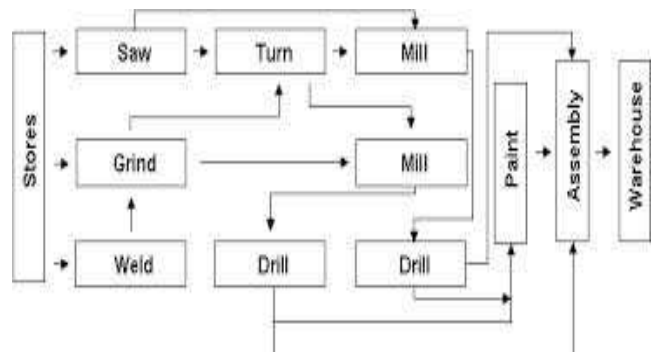 Stores
Saw
Turn
Mill
Grind
Mill
Weld
Drill
Drill
Paint
Assembly
Warehouse